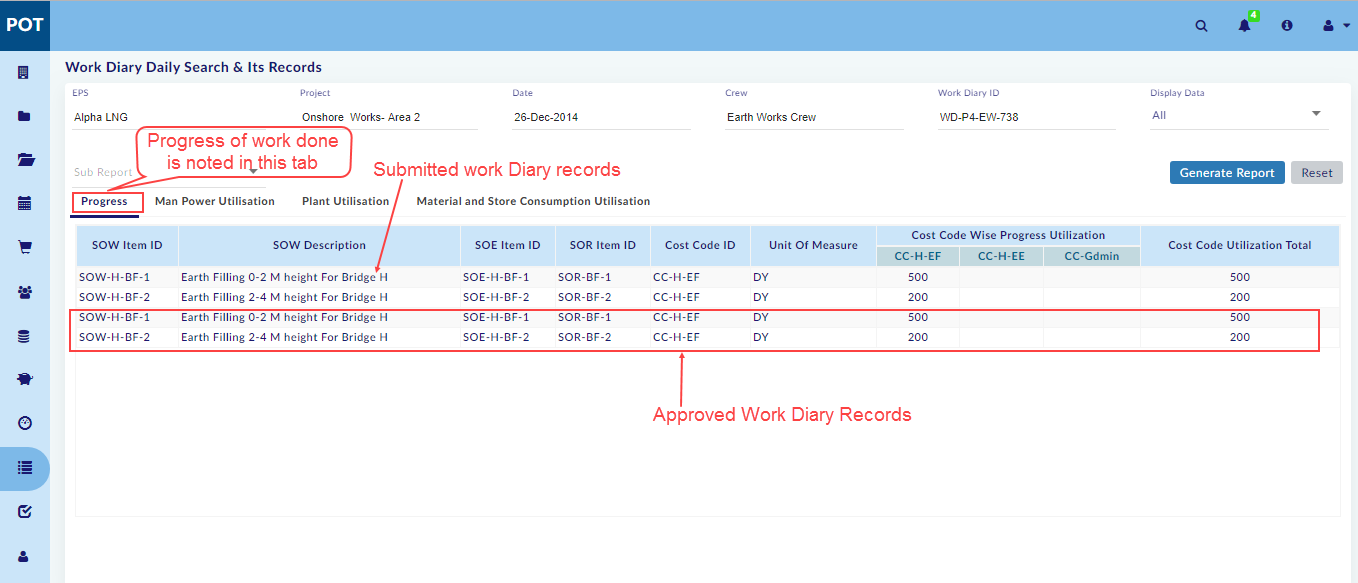 POT
4
Work Diary Daily Search & Its Records
EPS Project Date Crew Work Diary ID Display Data
Alpha LNG Onshore Works- Area 2 26-Dec-2014 Earth Works Crew WD-P4-EW-738 All
Progress of work done
is noted in this tab
Sub Report
Submitted work Diary records
Generate Report Reset
Progress Man Power Utilisation Plant Utilisation Material and Store Consumption Utilisation
SOW Item ID SOW Description SOE Item ID SOR Item ID Cost Code ID Unit Of Measure Cost Code Wise Progress Utilization Cost Code Utilization Total
CC-H-EF CC-H-EE CC-Gdmin
SOW-H-BF-1 Earth Filling 0-2 M height For Bridge H SOE-H-BF-1 SOR-BF-1 CC-H-EF DY 500 500
SOW-H-BF-2 Earth Filling 2-4 M height For Bridge H SOE-H-BF-2 SOR-BF-2 CC-H-EF DY 200 200
SOW-H-BF-1 Earth Filling 0-2 M height For Bridge H SOE-H-BF-1 SOR-BF-1 CC-H-EF DY 500 500
SOW-H-BF-2 Earth Filling 2-4 M height For Bridge H SOE-H-BF-2 SOR-BF-2 CC-H-EF DY 200 200
Approved Work Diary Records